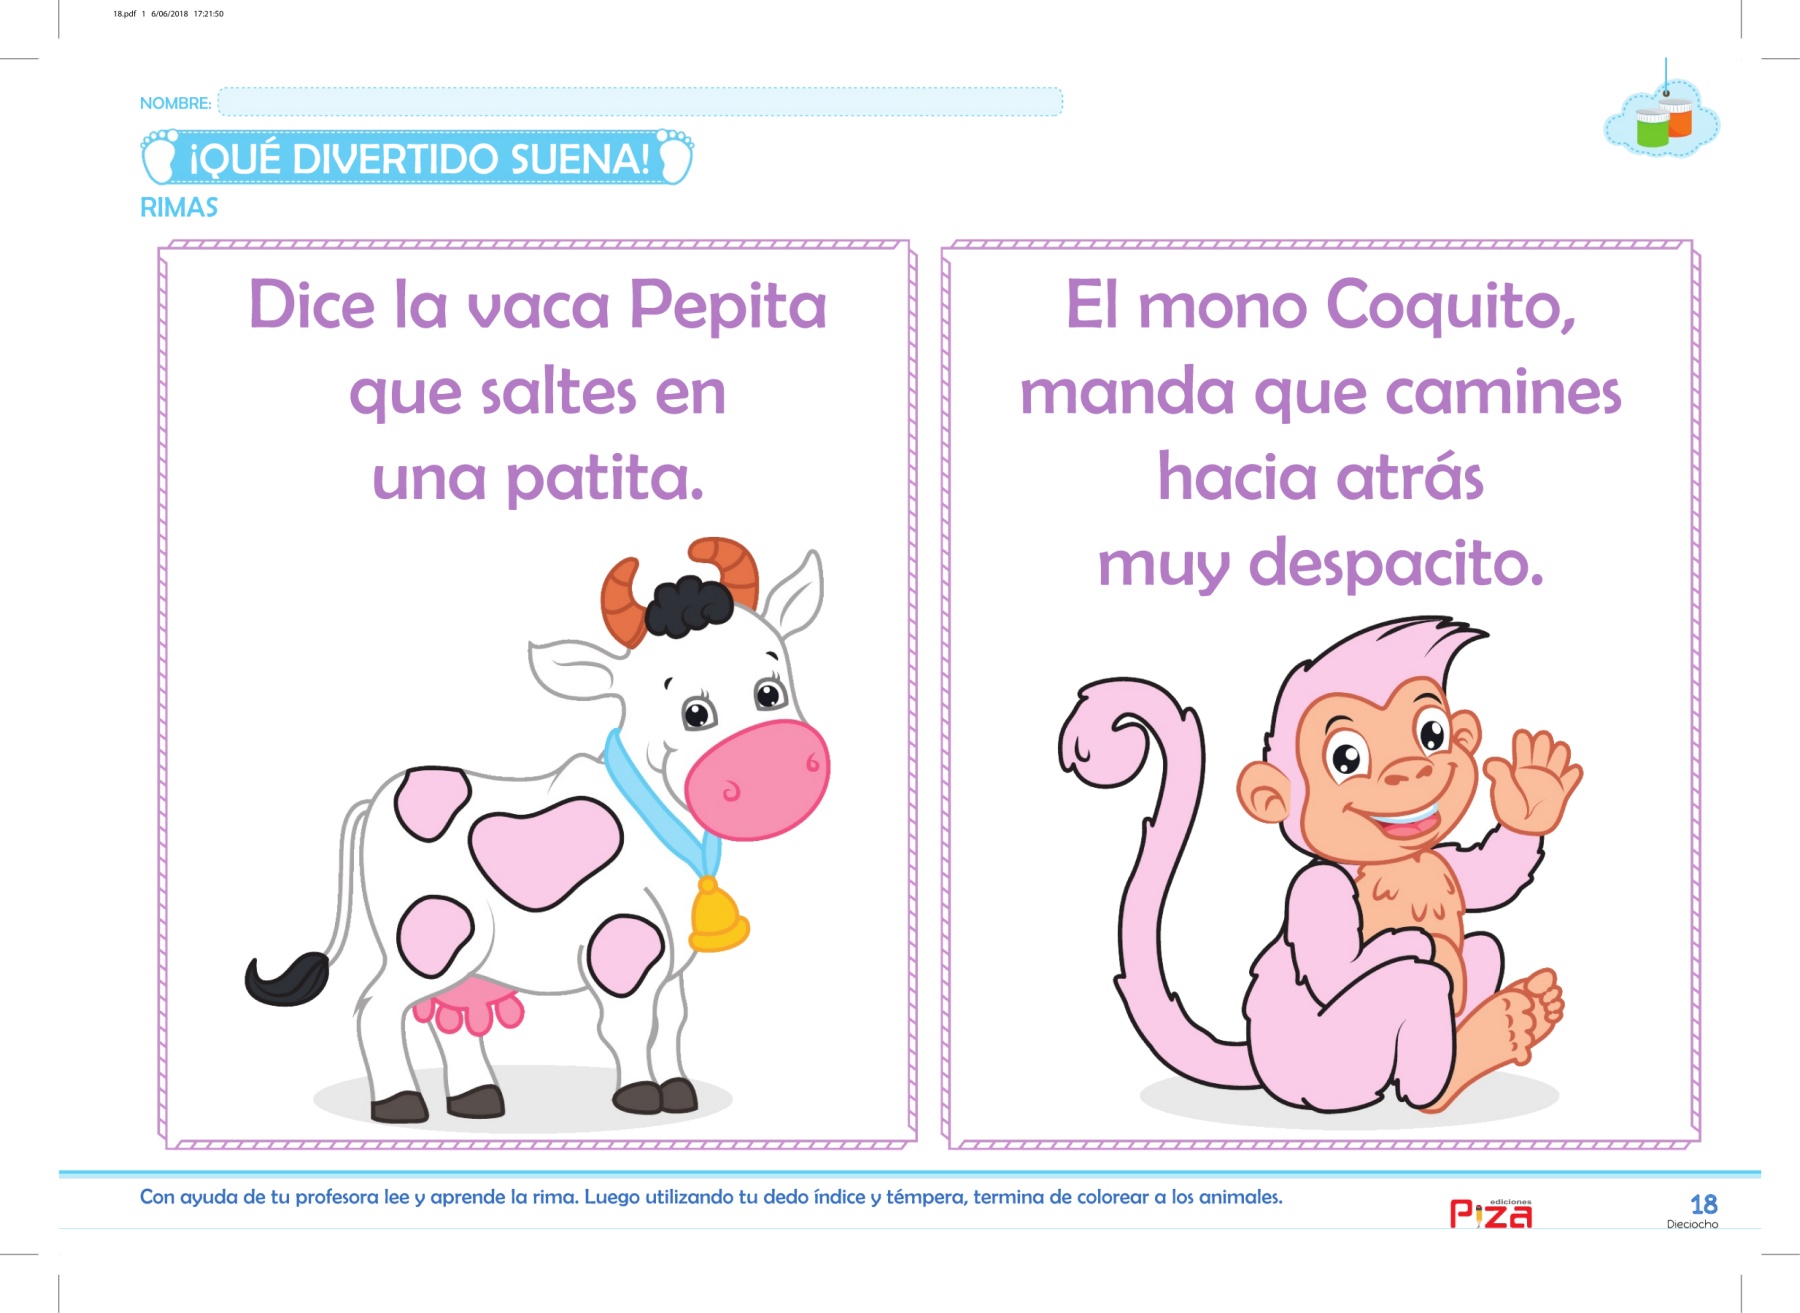 18.pdf 1 6/06/2018 17:21:50
NOMBRE:
¡QUÉ DIVERTIDO SUENA!
RIMAS
Dice la vaca Pepita
que saltes en
una patita.
El mono Coquito,
manda que camines
hacia atrás
muy despacito.
Con ayuda de tu profesora lee y aprende la rima. Luego utilizando tu dedo índice y témpera, termina de colorear a los animales.
ediciones
Piza
18
Dieciocho